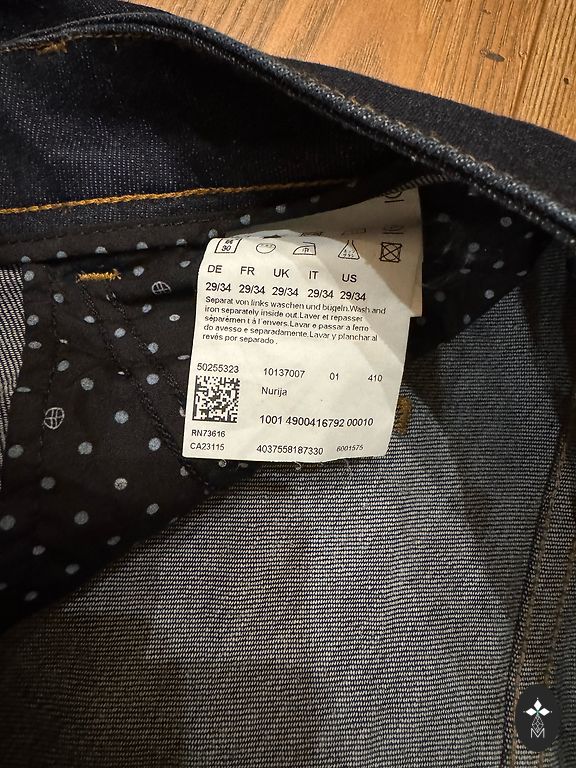 DE FR UK IT US
29/34 29/34 29/34 29/34 29/34
Separat von links waschen und bügeln.Wash and
iron separately inside out.Laver et repasser
séparément à l'envers.Lavar e passar a ferro
do avesso e separadamente.Lavar y planchar al
revés por separado.
50255323 10137007 01 410
Nurija
1001 4900416792 00010
RN73616
CA23115 4037558187330 6001575
M